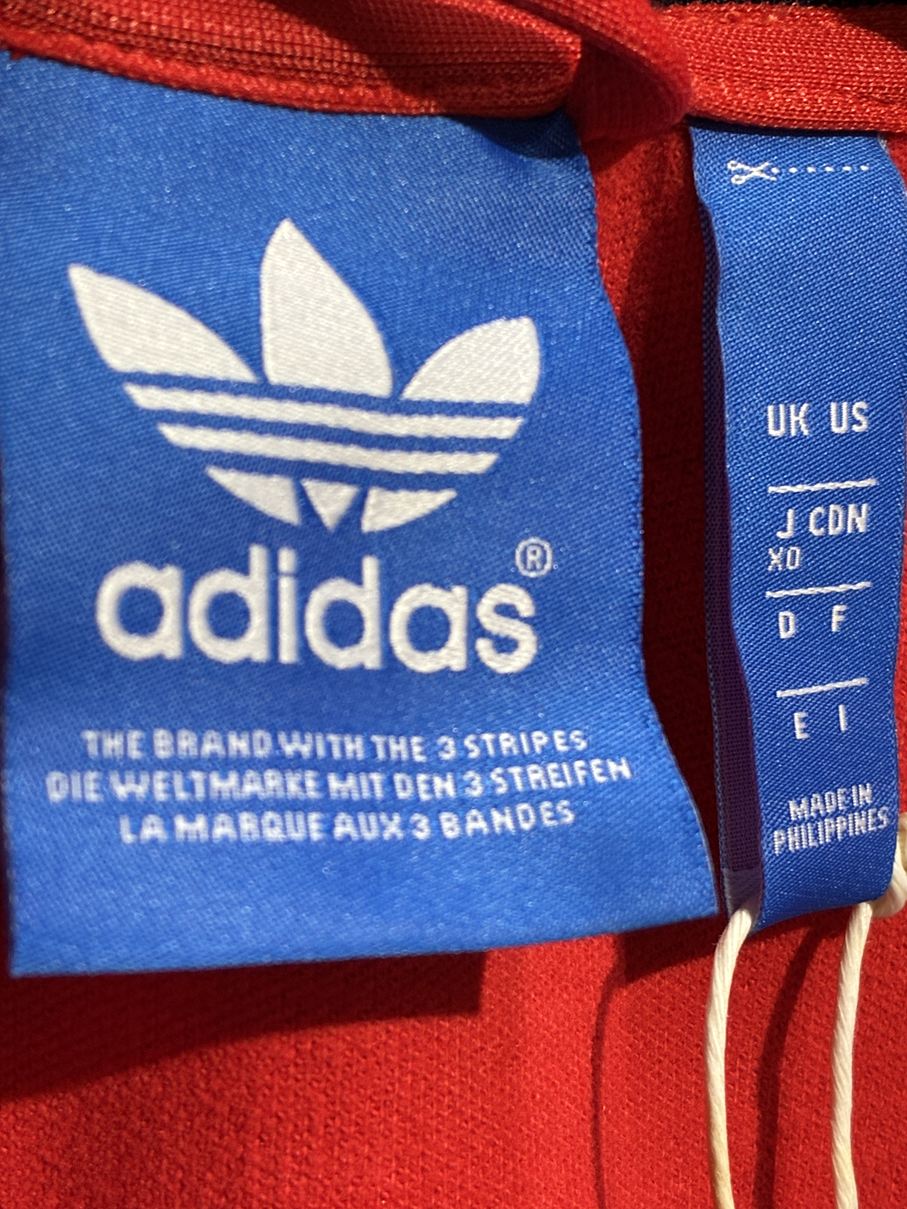 adidas®
THE BRAND WITH THE 3 STRIPES
DIE WELTMARKE MIT DEN 3 STREIFEN
LA MARQUE AUX 3 BANDES
UK US
J CDN
XO
D F
E I
MADE IN
PHILIPPINES